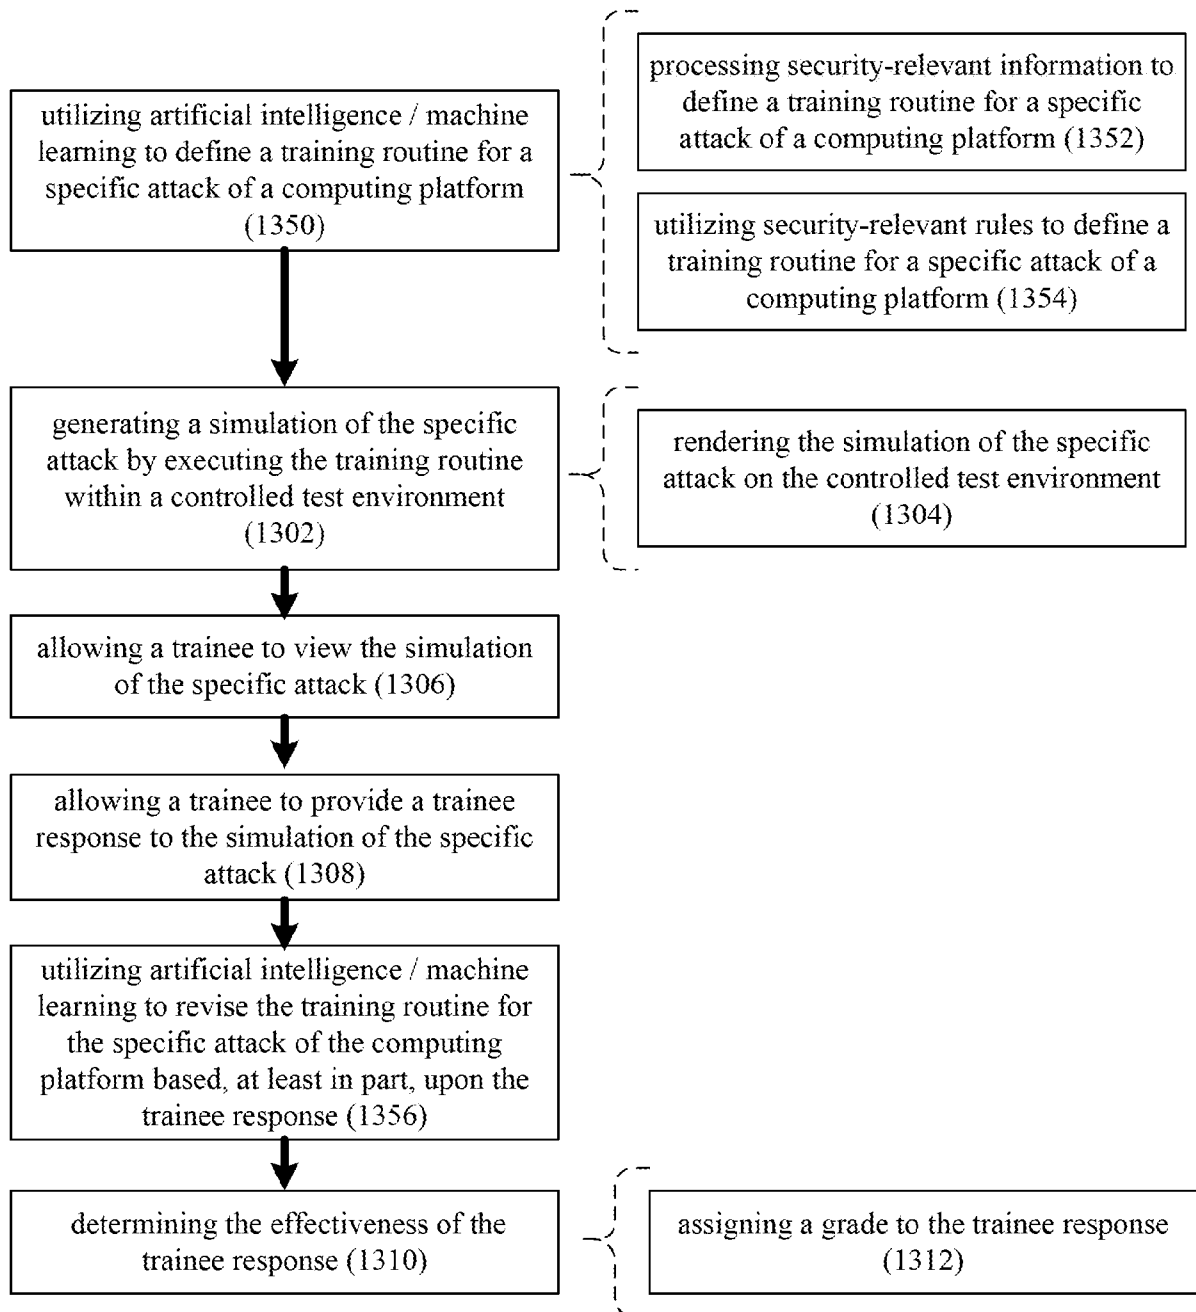 utilizing artificial intelligence / machine
learning to define a training routine for a
specific attack of a computing platform
(1350)
processing security-relevant information to
define a training routine for a specific
attack of a computing platform (1352)
utilizing security-relevant rules to define a
training routine for a specific attack of a
computing platform (1354)
generating a simulation of the specific
attack by executing the training routine
within a controlled test environment
(1302)
rendering the simulation of the specific
attack on the controlled test environment
(1304)
allowing a trainee to view the simulation
of the specific attack (1306)
allowing a trainee to provide a trainee
response to the simulation of the specific
attack (1308)
utilizing artificial intelligence / machine
learning to revise the training routine for
the specific attack of the computing
platform based, at least in part, upon the
trainee response (1356)
determining the effectiveness of the
trainee response (1310)
assigning a grade to the trainee response
(1312)